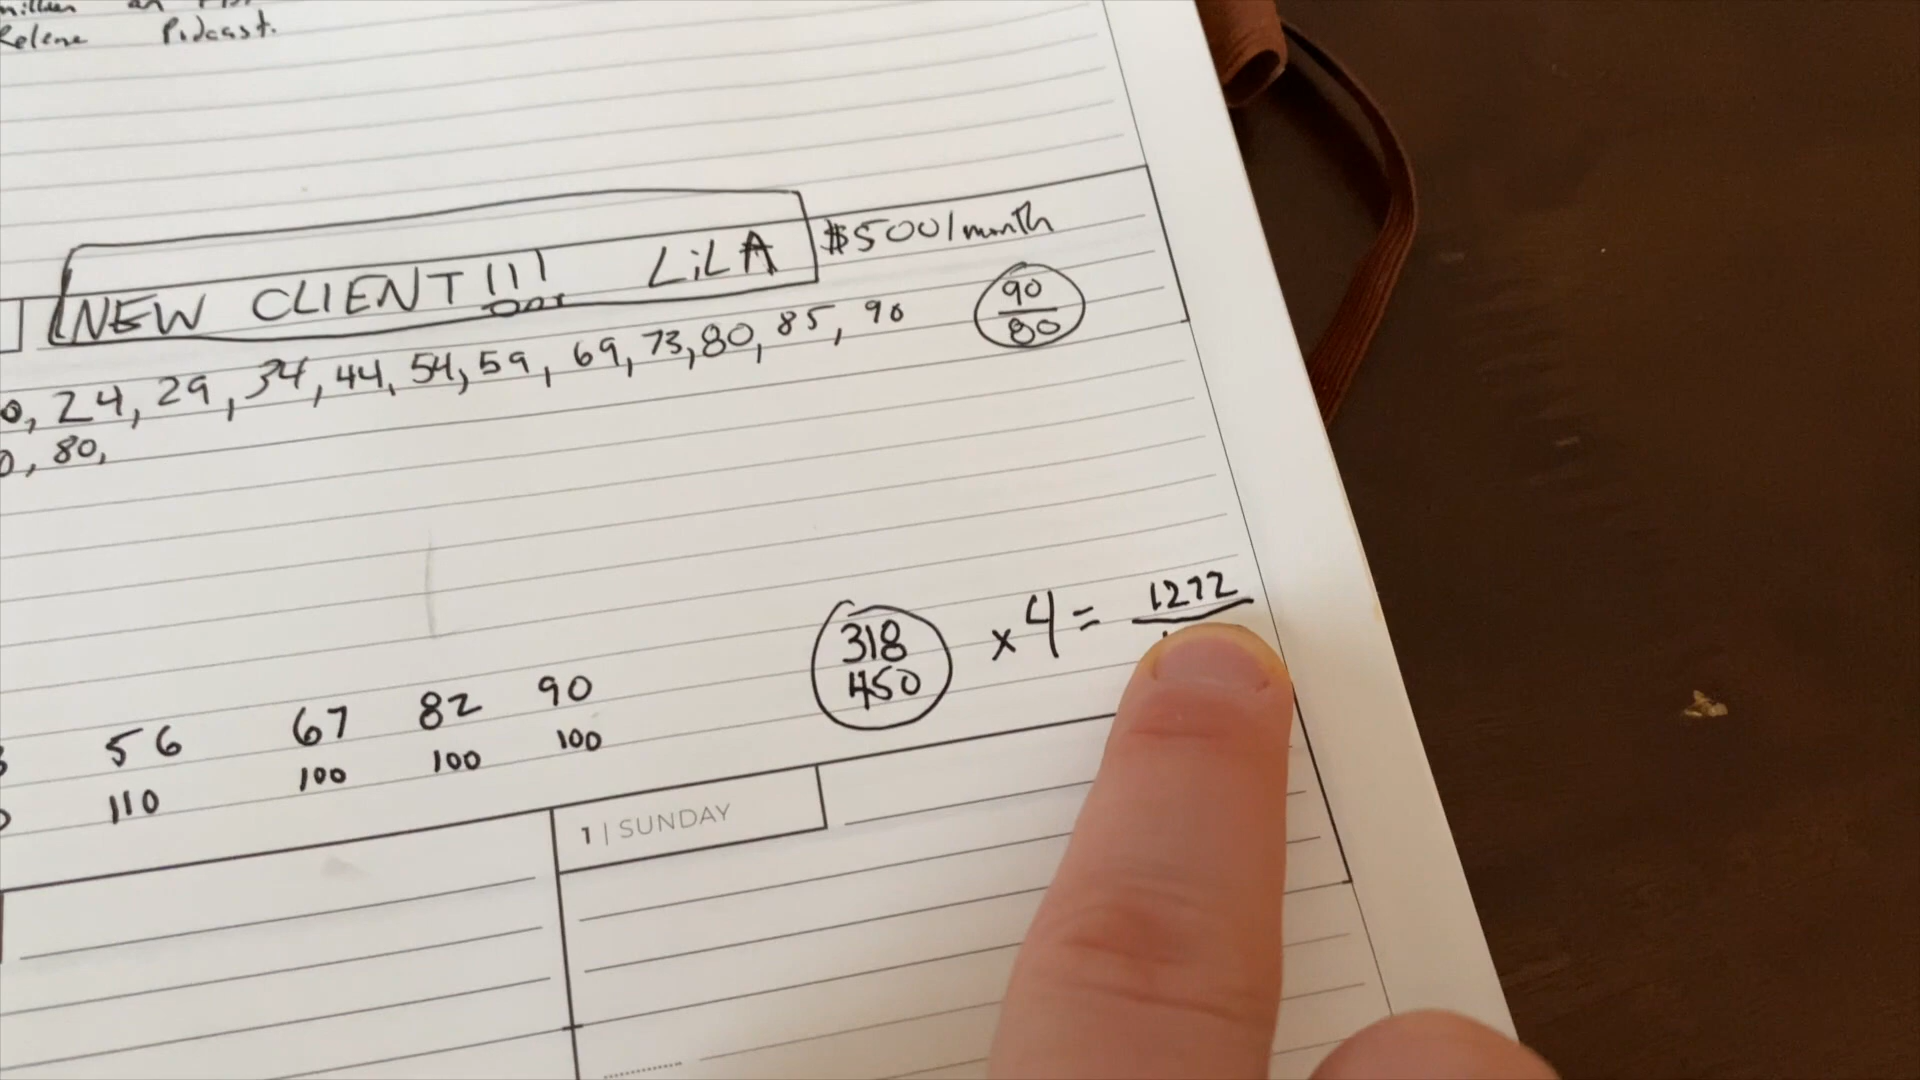 Podcast.
NEW CLIENT!!! LiLA $500/month
24, 29, 34, 44, 54, 59, 69, 73, 80, 85, 90
90
80
80,
318 x 4 = 1272
450
56 67 82 90
110 100 100 100
1 | SUNDAY